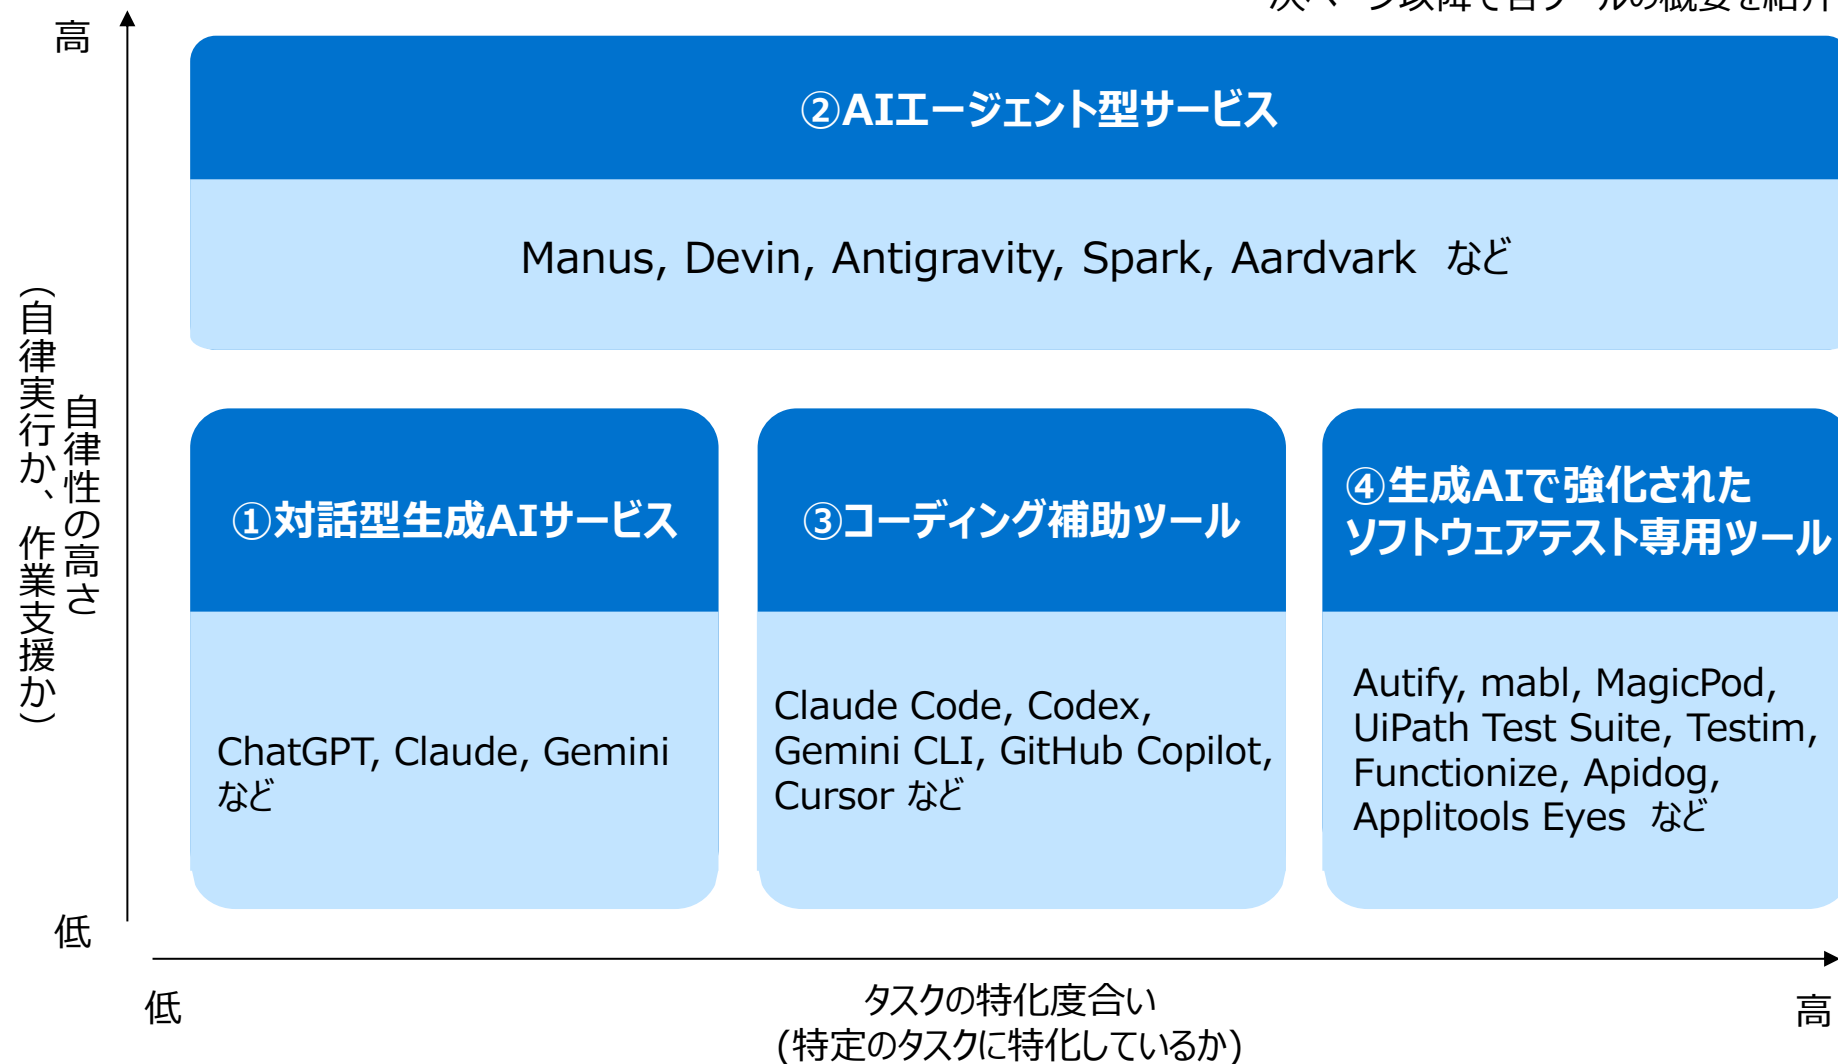 高
②AIエージェント型サービス
Manus, Devin, Antigravity, Spark, Aardvark など
自律性の高さ
（自律実行か、作業支援か）
①対話型生成AIサービス
ChatGPT, Claude, Gemini
など
③コーディング補助ツール
Claude Code, Codex,
Gemini CLI, GitHub Copilot,
Cursor など
④生成AIで強化された
ソフトウェアテスト専用ツール
Autify, mabl, MagicPod,
UiPath Test Suite, Testim,
Functionize, Apidog,
Applitools Eyes など
低
低
タスクの特化度合い
(特定のタスクに特化しているか)
高